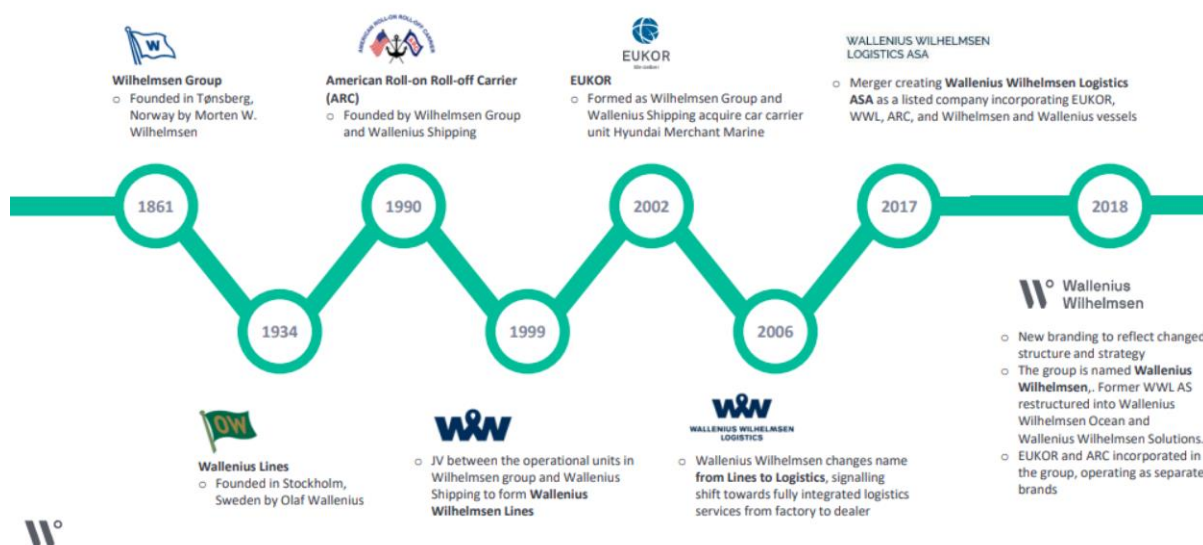 W
Wilhelmsen Group
○ Founded in Tønsberg,
Norway by Morten W.
Wilhelmsen
AMERICAN ROLL-ON ROLL-OFF CARRIER
ARC
American Roll-on Roll-off Carrier
(ARC)
○ Founded by Wilhelmsen Group
and Wallenius Shipping
EUKOR
EUKOR
○ Formed as Wilhelmsen Group and
Wallenius Shipping acquire car carrier
unit Hyundai Merchant Marine
WALLENIUS WILHELMSEN
LOGISTICS ASA
○ Merger creating Wallenius Wilhelmsen Logistics
ASA as a listed company incorporating EUKOR,
WWL, ARC, and Wilhelmsen and Wallenius vessels
1861
1990
2002
2017
2018
1934
1999
2006
OW
Wallenius Lines
○ Founded in Stockholm,
Sweden by Olaf Wallenius
W&W
○ JV between the operational units in
Wilhelmsen group and Wallenius
Shipping to form Wallenius
Wilhelmsen Lines
W&W
WALLENIUS WILHELMSEN
LOGISTICS
○ Wallenius Wilhelmsen changes name
from Lines to Logistics, signalling
shift towards fully integrated logistics
services from factory to dealer
Wallenius
Wilhelmsen
○ New branding to reflect changed
structure and strategy
○ The group is named Wallenius
Wilhelmsen,. Former WWL AS
restructured into Wallenius
Wilhelmsen Ocean and
Wallenius Wilhelmsen Solutions.
○ EUKOR and ARC incorporated in
the group, operating as separate
brands